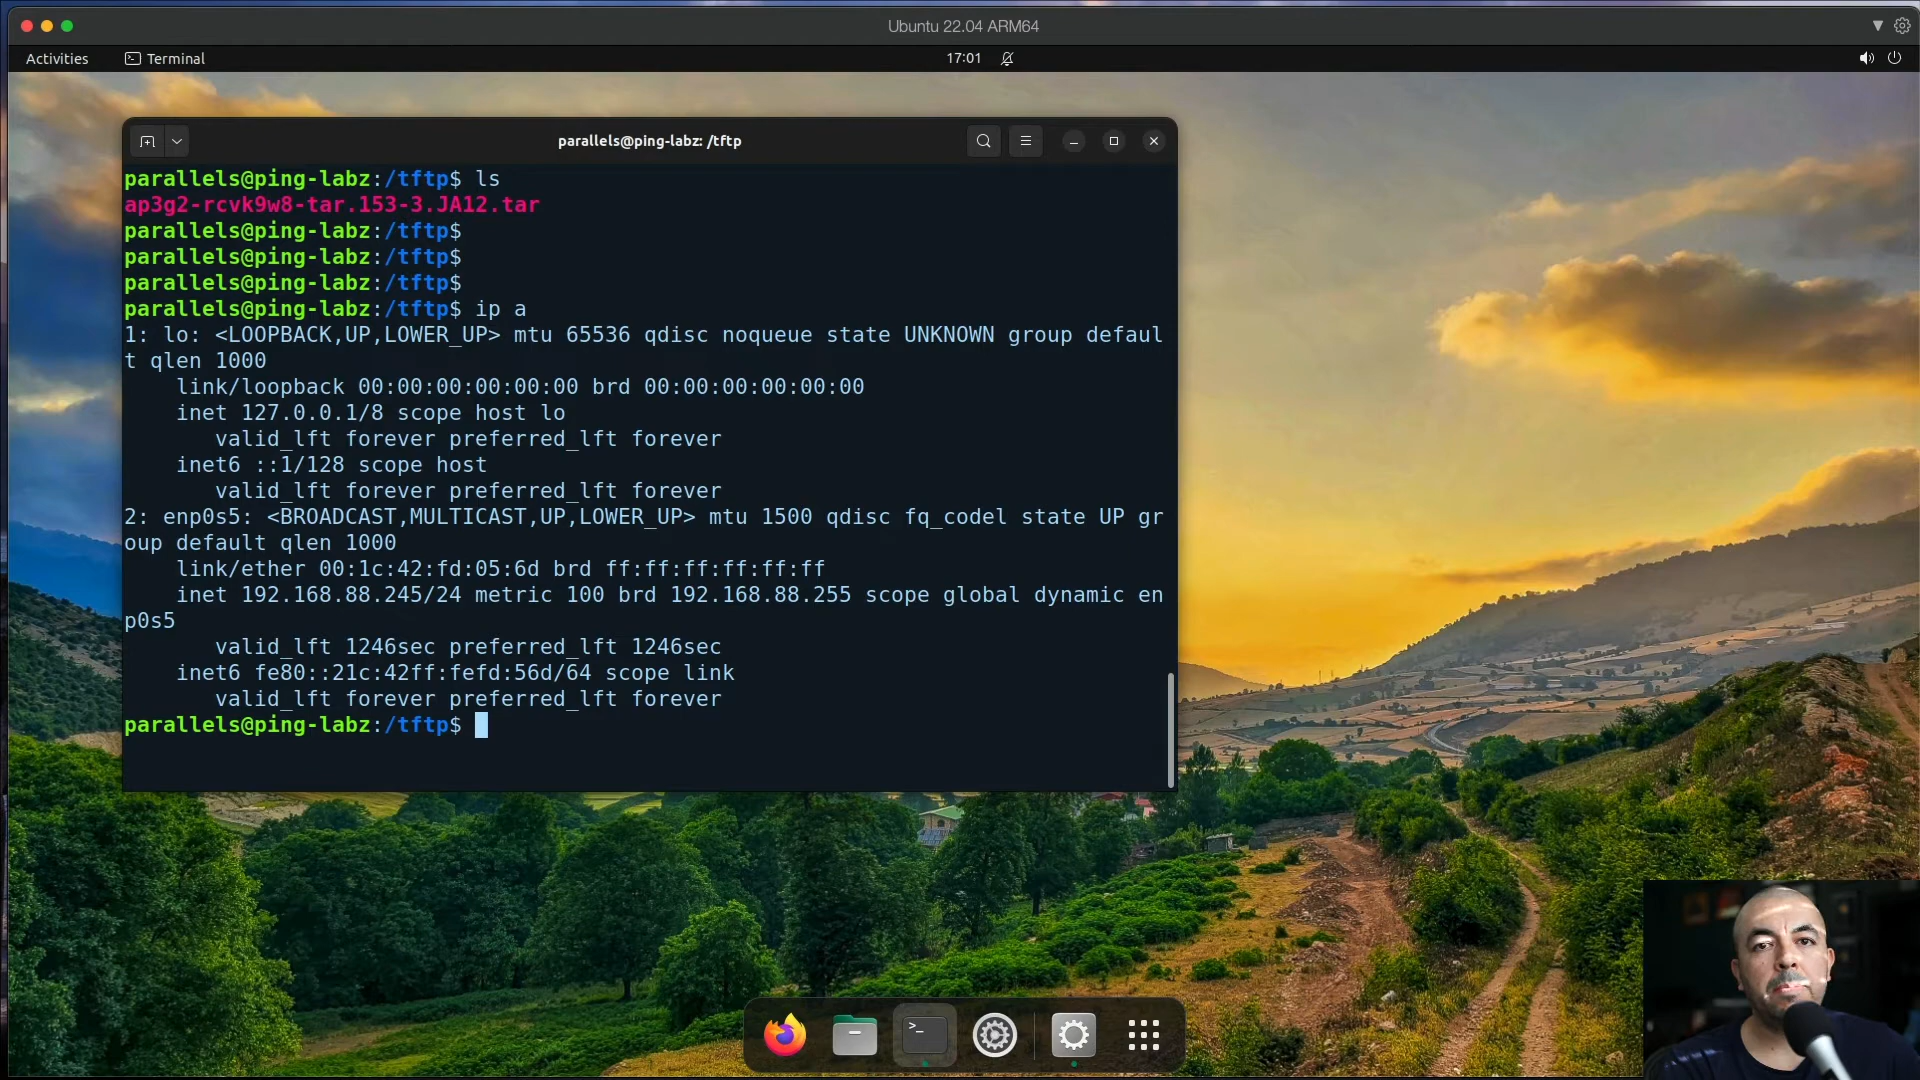 Ubuntu 22.04 ARM64
Activities
Terminal
17:01
parallels@ping-labz: /tftp
parallels@ping-labz:/tftp$ ls
ap3g2-rcvk9w8-tar.153-3.JA12.tar
parallels@ping-labz:/tftp$
parallels@ping-labz:/tftp$
parallels@ping-labz:/tftp$
parallels@ping-labz:/tftp$ ip a
1: lo: <LOOPBACK,UP,LOWER_UP> mtu 65536 qdisc noqueue state UNKNOWN group defaul
t qlen 1000
    link/loopback 00:00:00:00:00:00 brd 00:00:00:00:00:00
    inet 127.0.0.1/8 scope host lo
       valid_lft forever preferred_lft forever
    inet6 ::1/128 scope host
       valid_lft forever preferred_lft forever
2: enp0s5: <BROADCAST,MULTICAST,UP,LOWER_UP> mtu 1500 qdisc fq_codel state UP gr
oup default qlen 1000
    link/ether 00:1c:42:fd:05:6d brd ff:ff:ff:ff:ff:ff
    inet 192.168.88.245/24 metric 100 brd 192.168.88.255 scope global dynamic en
p0s5
       valid_lft 1246sec preferred_lft 1246sec
    inet6 fe80::21c:42ff:fefd:56d/64 scope link
       valid_lft forever preferred_lft forever
parallels@ping-labz:/tftp$